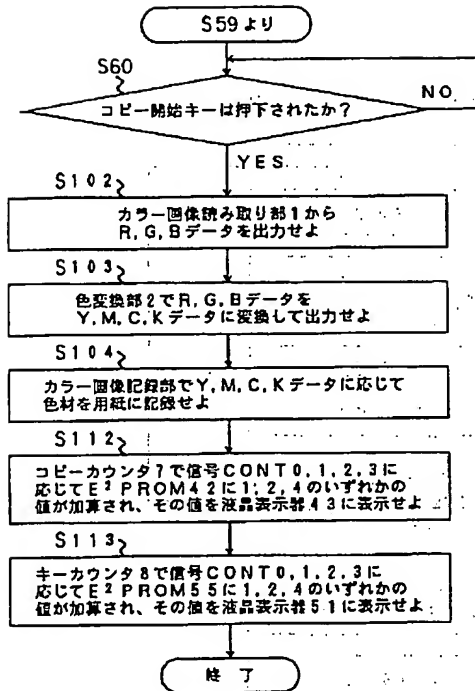 S59より
S60
コピー開始キーは押下されたか？
NO
YES
S102
カラー画像読み取り部1から
R,G,Bデータを出力せよ
S103
色変換部2でR,G,Bデータを
Y,M,C,Kデータに変換して出力せよ
S104
カラー画像記録部でY,M,C,Kデータに応じて
色材を用紙に記録せよ
S112
コピーカウンタ7で信号CONT0,1,2,3に
応じてE²PROM42に1,2,4のいずれかの
値が加算され、その値を液晶表示器43に表示せよ
S113
キーカウンタ8で信号CONT0,1,2,3に
応じてE²PROM55に1,2,4のいずれかの
値が加算され、その値を液晶表示器51に表示せよ
終了